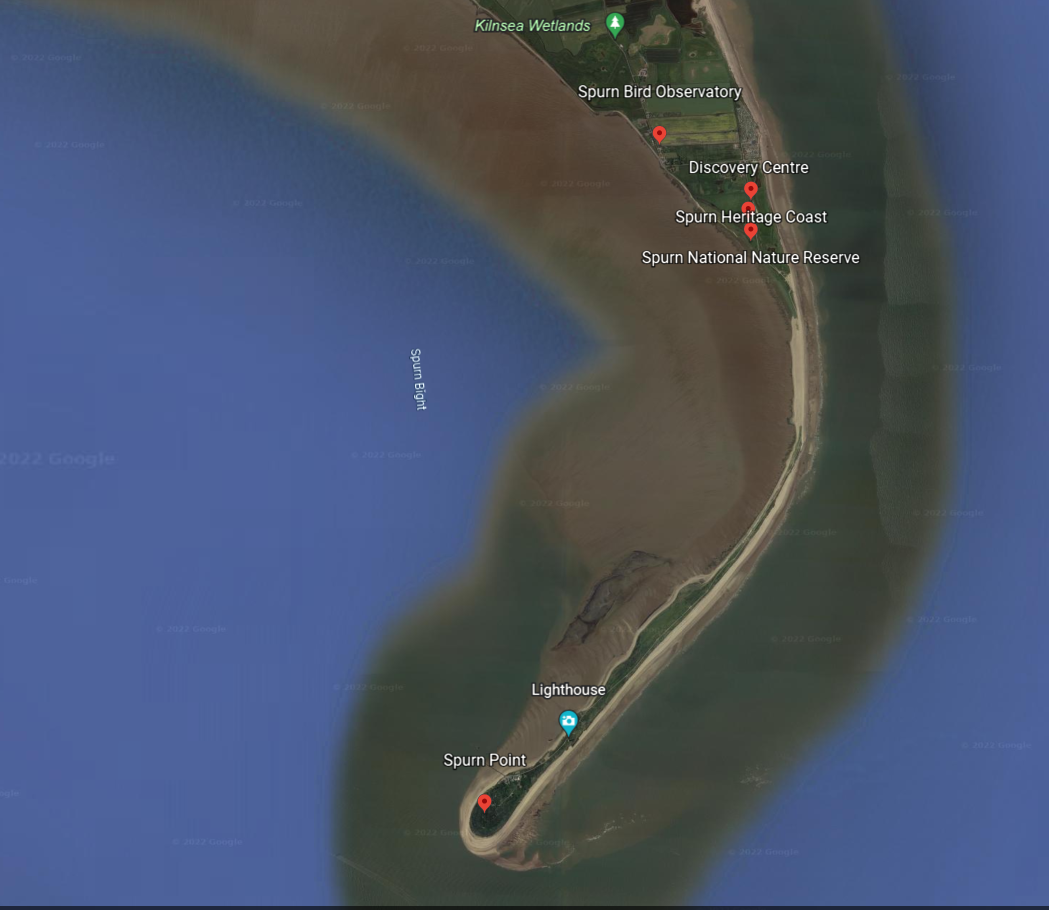 Kilnsea Wetlands
Spurn Bird Observatory
Discovery Centre
Spurn Heritage Coast
Spurn National Nature Reserve
Spurn Bight
2022 Google
Lighthouse
Spurn Point